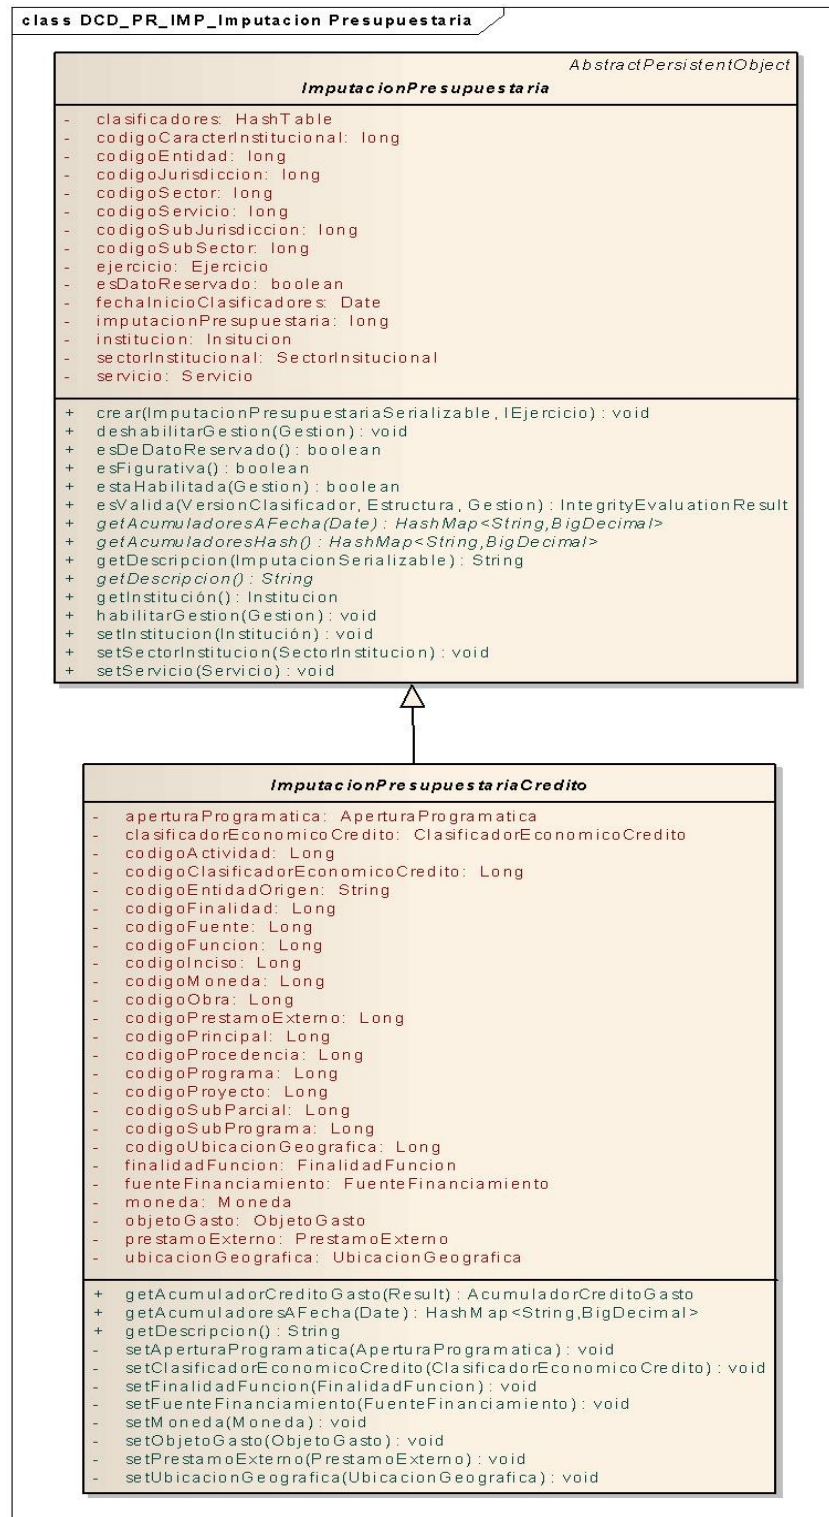 class DCD_PR_IMP_Imputacion Presupuestaria
AbstractPersistentObject
ImputacionPresupuestaria
- clasificadores: HashTable
- codigoCaracterInstitucional: long
- codigoEntidad: long
- codigoJurisdiccion: long
- codigoSector: long
- codigoServicio: long
- codigoSubJurisdiccion: long
- codigoSubSector: long
- ejercicio: Ejercicio
- esDatoReservado: boolean
- fechaInicioClasificadores: Date
- imputacionPresupuestaria: long
- institucion: Insitucion
- sectorInstitucional: SectorInsitucional
- servicio: Servicio
+ crear(ImputacionPresupuestariaSerializable, IEjercicio) : void
+ deshabilitarGestion(Gestion) : void
+ esDeDatoReservado() : boolean
+ esFigurativa() : boolean
+ estaHabilitada(Gestion) : boolean
+ esValida(VersionClasificador, Estructura, Gestion) : IntegrityEvaluationResult
+ getAcumuladoresAFecha(Date) : HashMap<String,BigDecimal>
+ getAcumuladoresHash() : HashMap<String,BigDecimal>
+ getDescripcion(ImputacionSerializable) : String
+ getDescripcion() : String
+ getInstitución() : Institucion
+ habilitarGestion(Gestion) : void
+ setInstitucion(Institución) : void
+ setSectorInstitucion(SectorInstitucion) : void
+ setServicio(Servicio) : void
ImputacionPresupuestariaCredito
- aperturaProgramatica: AperturaProgramatica
- clasificadorEconomicoCredito: ClasificadorEconomicoCredito
- codigoActividad: Long
- codigoClasificadorEconomicoCredito: Long
- codigoEntidadOrigen: String
- codigoFinalidad: Long
- codigoFuente: Long
- codigoFuncion: Long
- codigoInciso: Long
- codigoMoneda: Long
- codigoObra: Long
- codigoPrestamoExterno: Long
- codigoPrincipal: Long
- codigoProcedencia: Long
- codigoPrograma: Long
- codigoProyecto: Long
- codigoSubParcial: Long
- codigoSubPrograma: Long
- codigoUbicacionGeografica: Long
- finalidadFuncion: FinalidadFuncion
- fuenteFinanciamiento: FuenteFinanciamiento
- moneda: Moneda
- objetoGasto: ObjetoGasto
- prestamoExterno: PrestamoExterno
- ubicacionGeografica: UbicacionGeografica
+ getAcumuladorCreditoGasto(Result) : AcumuladorCreditoGasto
+ getAcumuladoresAFecha(Date) : HashMap<String,BigDecimal>
+ getDescripcion() : String
- setAperturaProgramatica(AperturaProgramatica) : void
- setClasificadorEconomicoCredito(ClasificadorEconomicoCredito) : void
- setFinalidadFuncion(FinalidadFuncion) : void
- setFuenteFinanciamiento(FuenteFinanciamiento) : void
- setMoneda(Moneda) : void
- setObjetoGasto(ObjetoGasto) : void
- setPrestamoExterno(PrestamoExterno) : void
- setUbicacionGeografica(UbicacionGeografica) : void